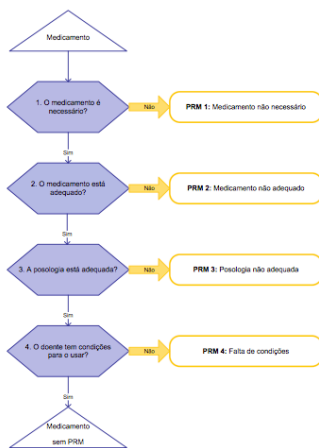 Medicamento
1. O medicamento é
necessário?
Não
PRM 1: Medicamento não necessário
Sim
2. O medicamento está
adequado?
Não
PRM 2: Medicamento não adequado
Sim
3. A posologia está adequada?
Não
PRM 3: Posologia não adequada
Sim
4. O doente tem condições
para o usar?
Não
PRM 4: Falta de condições
Sim
Medicamento
sem PRM